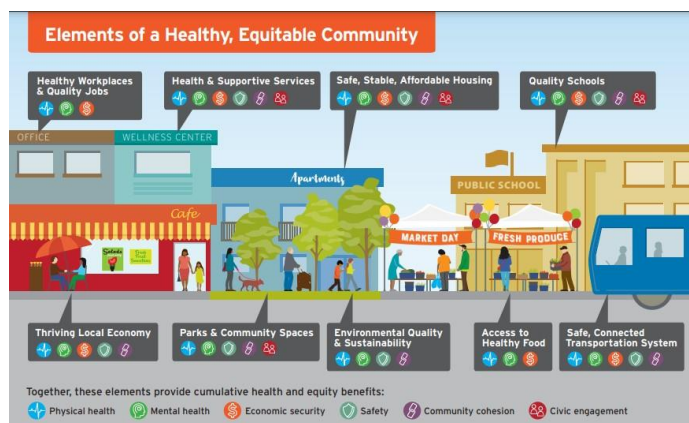 Elements of a Healthy, Equitable Community
Healthy Workplaces
& Quality Jobs
Health & Supportive Services
Safe, Stable, Affordable Housing
Quality Schools
OFFICE
WELLNESS CENTER
Apartments
PUBLIC SCHOOL
Cafe
MARKET DAY
FRESH PRODUCE
Salads
Thriving Local Economy
Parks & Community Spaces
Environmental Quality
& Sustainability
Access to
Healthy Food
Safe, Connected
Transportation System
Together, these elements provide cumulative health and equity benefits:
Physical health
Mental health
Economic security
Safety
Community cohesion
Civic engagement